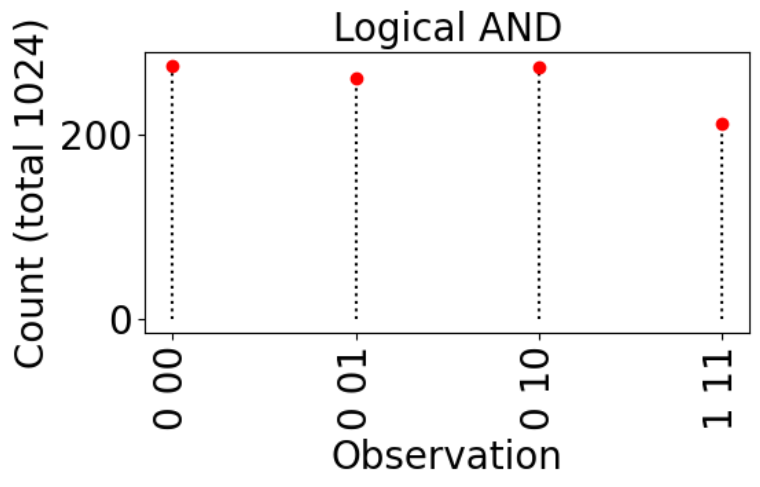 Logical AND
Count (total 1024)
200
0
0 00
0 01
0 10
1 11
Observation